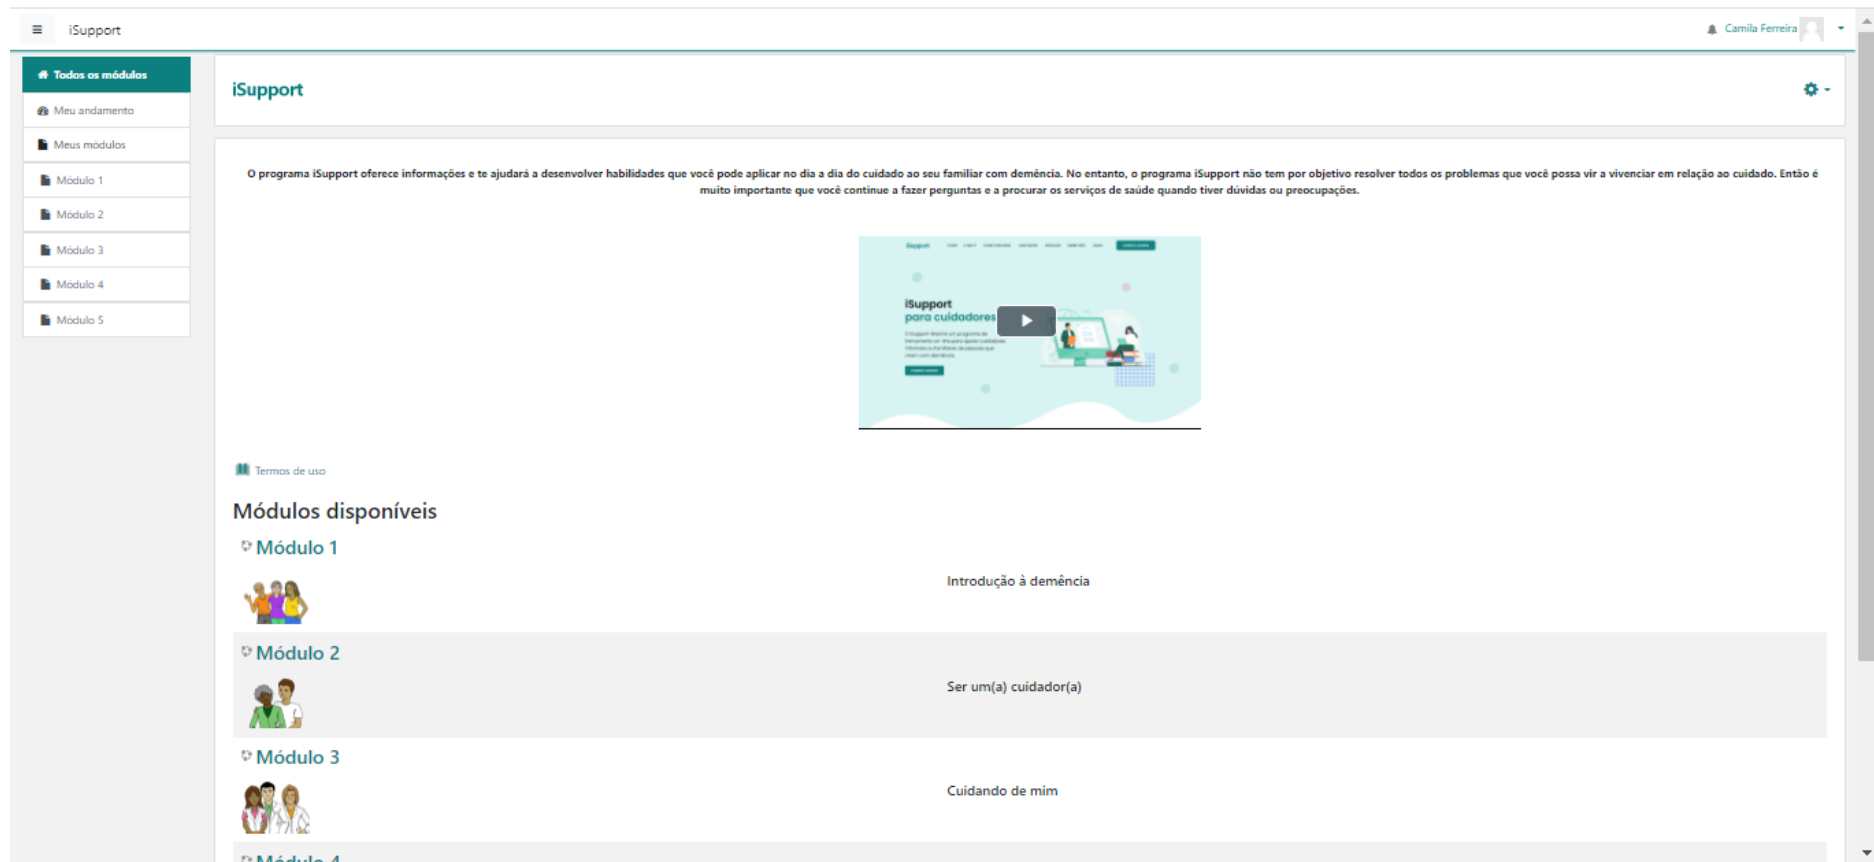 iSupport
Camila Ferreira
Todos os módulos
Meu andamento
Meus módulos
Módulo 1
Módulo 2
Módulo 3
Módulo 4
Módulo 5
iSupport
O programa iSupport oferece informações e te ajudará a desenvolver habilidades que você pode aplicar no dia a dia do cuidado ao seu familiar com demência. No entanto, o programa iSupport não tem por objetivo resolver todos os problemas que você possa vir a vivenciar em relação ao cuidado. Então é
muito importante que você continue a fazer perguntas e a procurar os serviços de saúde quando tiver dúvidas ou preocupações.
iSupport
iSupport
para cuidadores
Termos de uso
Módulos disponíveis
Módulo 1
Introdução à demência
Módulo 2
Ser um(a) cuidador(a)
Módulo 3
Cuidando de mim
Módulo 4